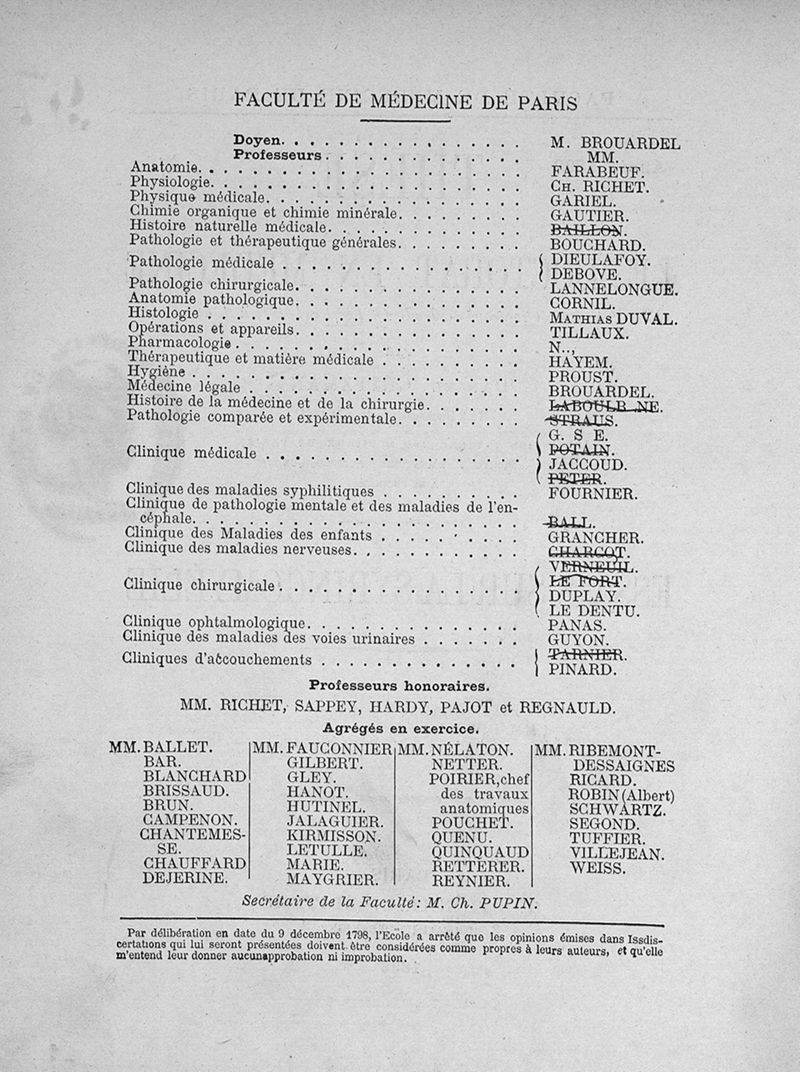 FACULTÉ DE MÉDECINE DE PARIS
Doyen. . . . . . . . . . . . . . . . . M. BROUARDEL
Professeurs. . . . . . . . . . . . . . MM.
Anatomie. . . . . . . . . . . . . . . . FARABEUF.
Physiologie. . . . . . . . . . . . . . . CH. RICHET.
Physique médicale. . . . . . . . . . . . GARIEL.
Chimie organique et chimie minérale. . . . . . . GAUTIER.
Histoire naturelle médicale. . . . . . . . . . BAILLON.
Pathologie et thérapeutique générales. . . . . . . BOUCHARD.
Pathologie médicale . . . . . . . . . . . . . { DIEULAFOY.
{ DEBOVE.
Pathologie chirurgicale. . . . . . . . . . . . LANNELONGUE.
Anatomie pathologique. . . . . . . . . . . . CORNIL.
Histologie . . . . . . . . . . . . . . . . MATHIAS DUVAL.
Opérations et appareils. . . . . . . . . . . . TILLAUX.
Pharmacologie. . . . . . . . . . . . . . . N..,
Thérapeutique et matière médicale . . . . . . . . HAYEM.
Hygiène . . . . . . . . . . . . . . . . . PROUST.
Médecine légale . . . . . . . . . . . . . . BROUARDEL.
Histoire de la médecine et de la chirurgie. . . . . . LABOULB NE.
Pathologie comparée et expérimentale. . . . . . . . STRAUS.
Clinique médicale . . . . . . . . . . . . . { G. S E.
POTAIN.
JACCOUD.
PETER.
Clinique des maladies syphilitiques . . . . . . . . FOURNIER.
Clinique de pathologie mentale et des maladies de l'en-
céphale. . . . . . . . . . . . . . . . . BALL.
Clinique des Maladies des enfants . . . . . . . . GRANCHER.
Clinique des maladies nerveuses. . . . . . . . . . CHARCOT.
Clinique chirurgicale . . . . . . . . . . . . { VERNEUIL.
LE FORT.
DUPLAY.
LE DENTU.
Clinique ophtalmologique. . . . . . . . . . . . PANAS.
Clinique des maladies des voies urinaires . . . . . . GUYON.
Cliniques d'accouchements . . . . . . . . . . . | TARNIER.
| PINARD.
Professeurs honoraires.
MM. RICHET, SAPPEY, HARDY, PAJOT et REGNAULD.
Agrégés en exercice.
MM. BALLET.
BAR.
BLANCHARD
BRISSAUD.
BRUN.
CAMPENON.
CHANTEMES-
SE.
CHAUFFARD
DEJERINE.
MM. FAUCONNIER
GILBERT.
GLEY.
HANOT.
HUTINEL.
JALAGUIER.
KIRMISSON.
LETULLE.
MARIE.
MAYGRIER.
MM. NÉLATON.
NETTER.
POIRIER, chef
des travaux
anatomiques
POUCHET.
QUENU.
QUINQUAUD
RETTERER.
REYNIER.
MM. RIBEMONT-
DESSAIGNES
RICARD.
ROBIN (Albert)
SCHWARTZ.
SEGOND.
TUFFIER.
VILLEJEAN.
WEISS.
Secrétaire de la Faculté: M. Ch. PUPIN.
Par délibération en date du 9 décembre 1798, l'Ecole a arrêté que les opinions émises dans Issdis-
certations qui lui seront présentées doivent être considérées comme propres à leurs auteurs, et qu'elle
m'entend leur donner aucunapprobation ni improbation.